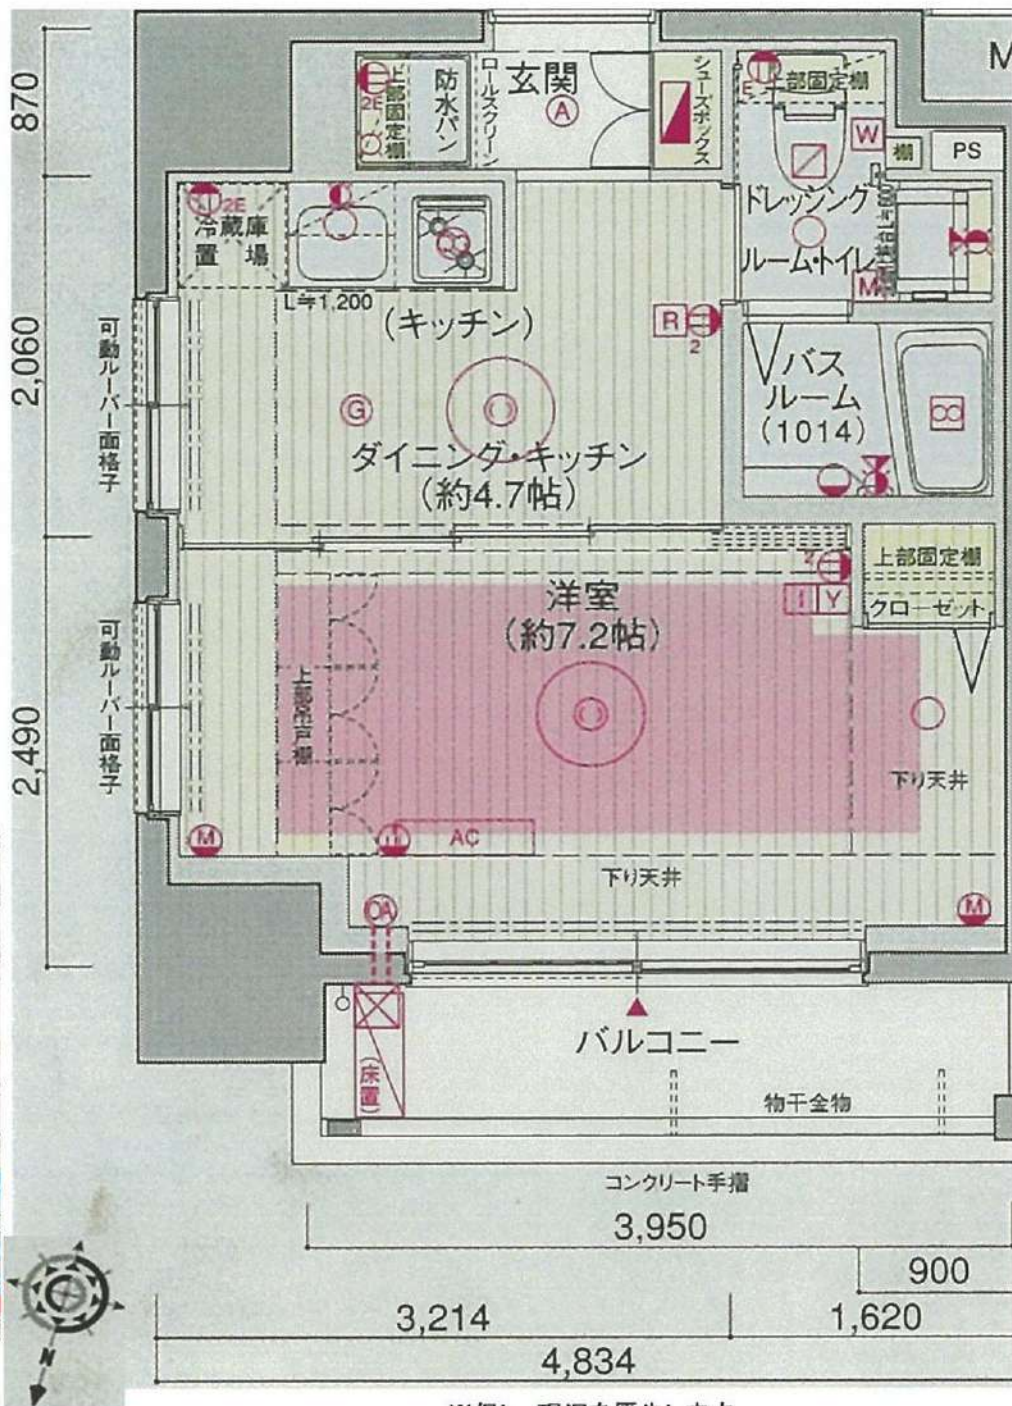 870
2,060
2,490
上部固定棚
2E
防水パン
ロールスクリーン
玄関
A
シューズボックス
上部固定棚
E
W
棚
PS
M
ドレッシング
ルーム・トイレ
M
冷蔵庫
置場
2E
L≒1,200
(キッチン)
R
2
G
ダイニング・キッチン
(約4.7帖)
バス
ルーム
(1014)
可動ルーバー面格子
洋室
(約7.2帖)
2
I
Y
上部固定棚
クローゼット
上部吊戸棚
可動ルーバー面格子
下り天井
M
AC
下り天井
M
OA
(床置)
バルコニー
物干金物
コンクリート手摺
3,950
900
3,214
1,620
4,834
N